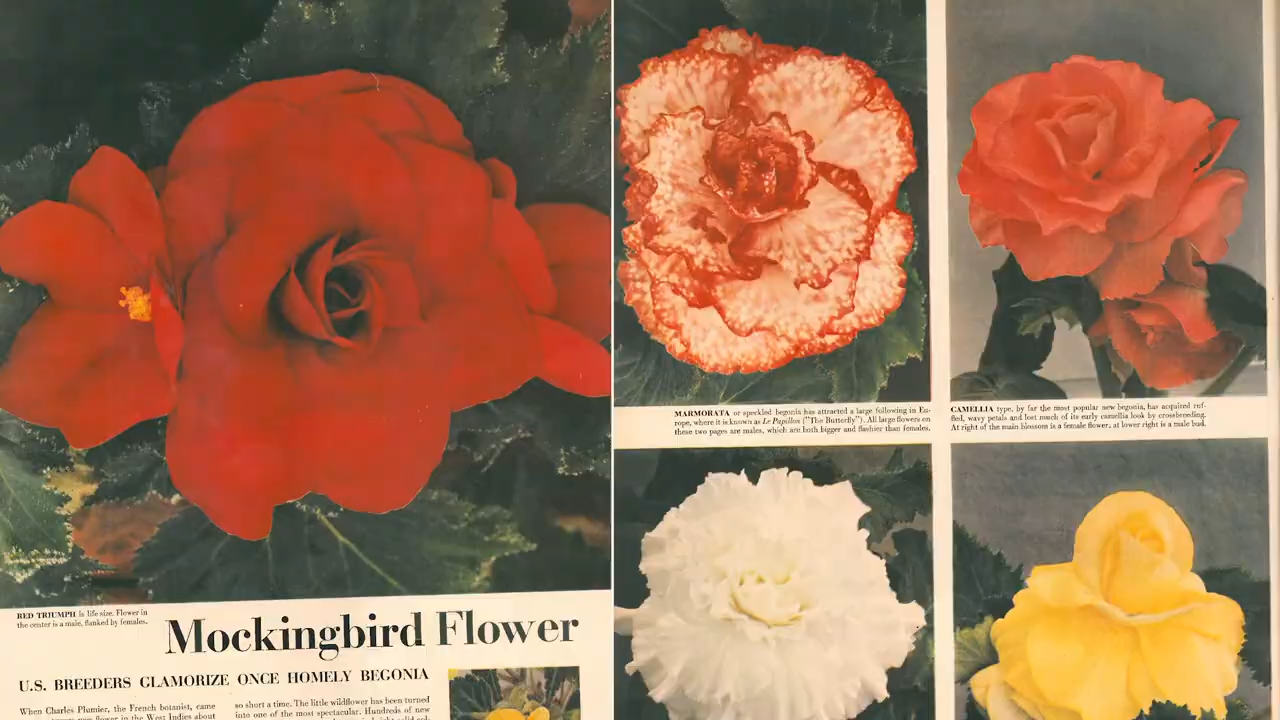 RED TRIUMPH is life size. Flower in
the center is a male, flanked by females.
Mockingbird Flower
U.S. BREEDERS GLAMORIZE ONCE HOMELY BEGONIA
When Charles Plumier, the French botanist, came
flower in the West Indies about
so short a time. The little wildflower has been turned
into one of the most spectacular. Hundreds of new
MARMORATA or speckled begonia has attracted a large following in Eu-
rope, where it is known as Le Papillon ("The Butterfly"). All large flowers on
these two pages are males, which are both bigger and flashier than females.
CAMELLIA type, by far the most popular new begonia, has acquired ruf-
fled, wavy petals and lost much of its early camellia look by crossbreeding.
At right of the main blossom is a female flower; at lower right is a male bud.